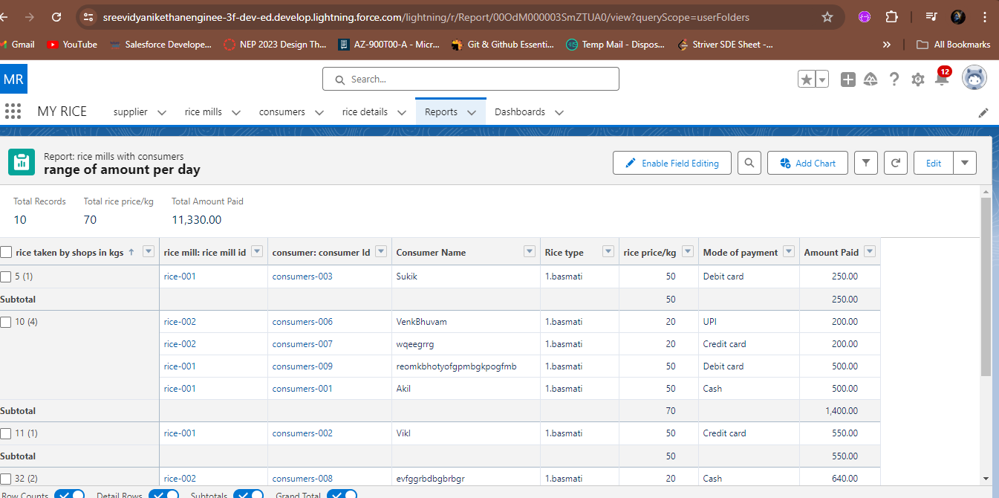 sreevidyanikethanenginee-3f-dev-ed.develop.lightning.force.com/lightning/r/Report/00OdM000003SmZTUA0/view?queryScope=userFolders
Gmail YouTube Salesforce Develope... NEP 2023 Design Th... AZ-900T00-A - Micr... Git & Github Essenti... Temp Mail - Dispos... Striver SDE Sheet -... » All Bookmarks
MR Search... 12
MY RICE supplier rice mills consumers rice details Reports Dashboards
Report: rice mills with consumers
range of amount per day
Enable Field Editing Add Chart Edit
Total Records Total rice price/kg Total Amount Paid
10 70 11,330.00
rice taken by shops in kgs ↑ rice mill: rice mill id consumer: consumer Id Consumer Name Rice type rice price/kg Mode of payment Amount Paid
5 (1) rice-001 consumers-003 Sukik 1.basmati 50 Debit card 250.00
Subtotal 50 250.00
10 (4) rice-002 consumers-006 VenkBhuvam 1.basmati 20 UPI 200.00
rice-002 consumers-007 wqeegrrg 1.basmati 20 Credit card 200.00
rice-001 consumers-009 reomkbhotyofgpmbgkpogfmb 1.basmati 50 Debit card 500.00
rice-001 consumers-001 Akil 1.basmati 50 Cash 500.00
Subtotal 70 1,400.00
11 (1) rice-001 consumers-002 Vikl 1.basmati 50 Credit card 550.00
Subtotal 50 550.00
32 (2) rice-002 consumers-008 evfggrbdbgbrbgr 1.basmati 20 Cash 640.00
Row Counts Detail Rows Subtotals Grand Total